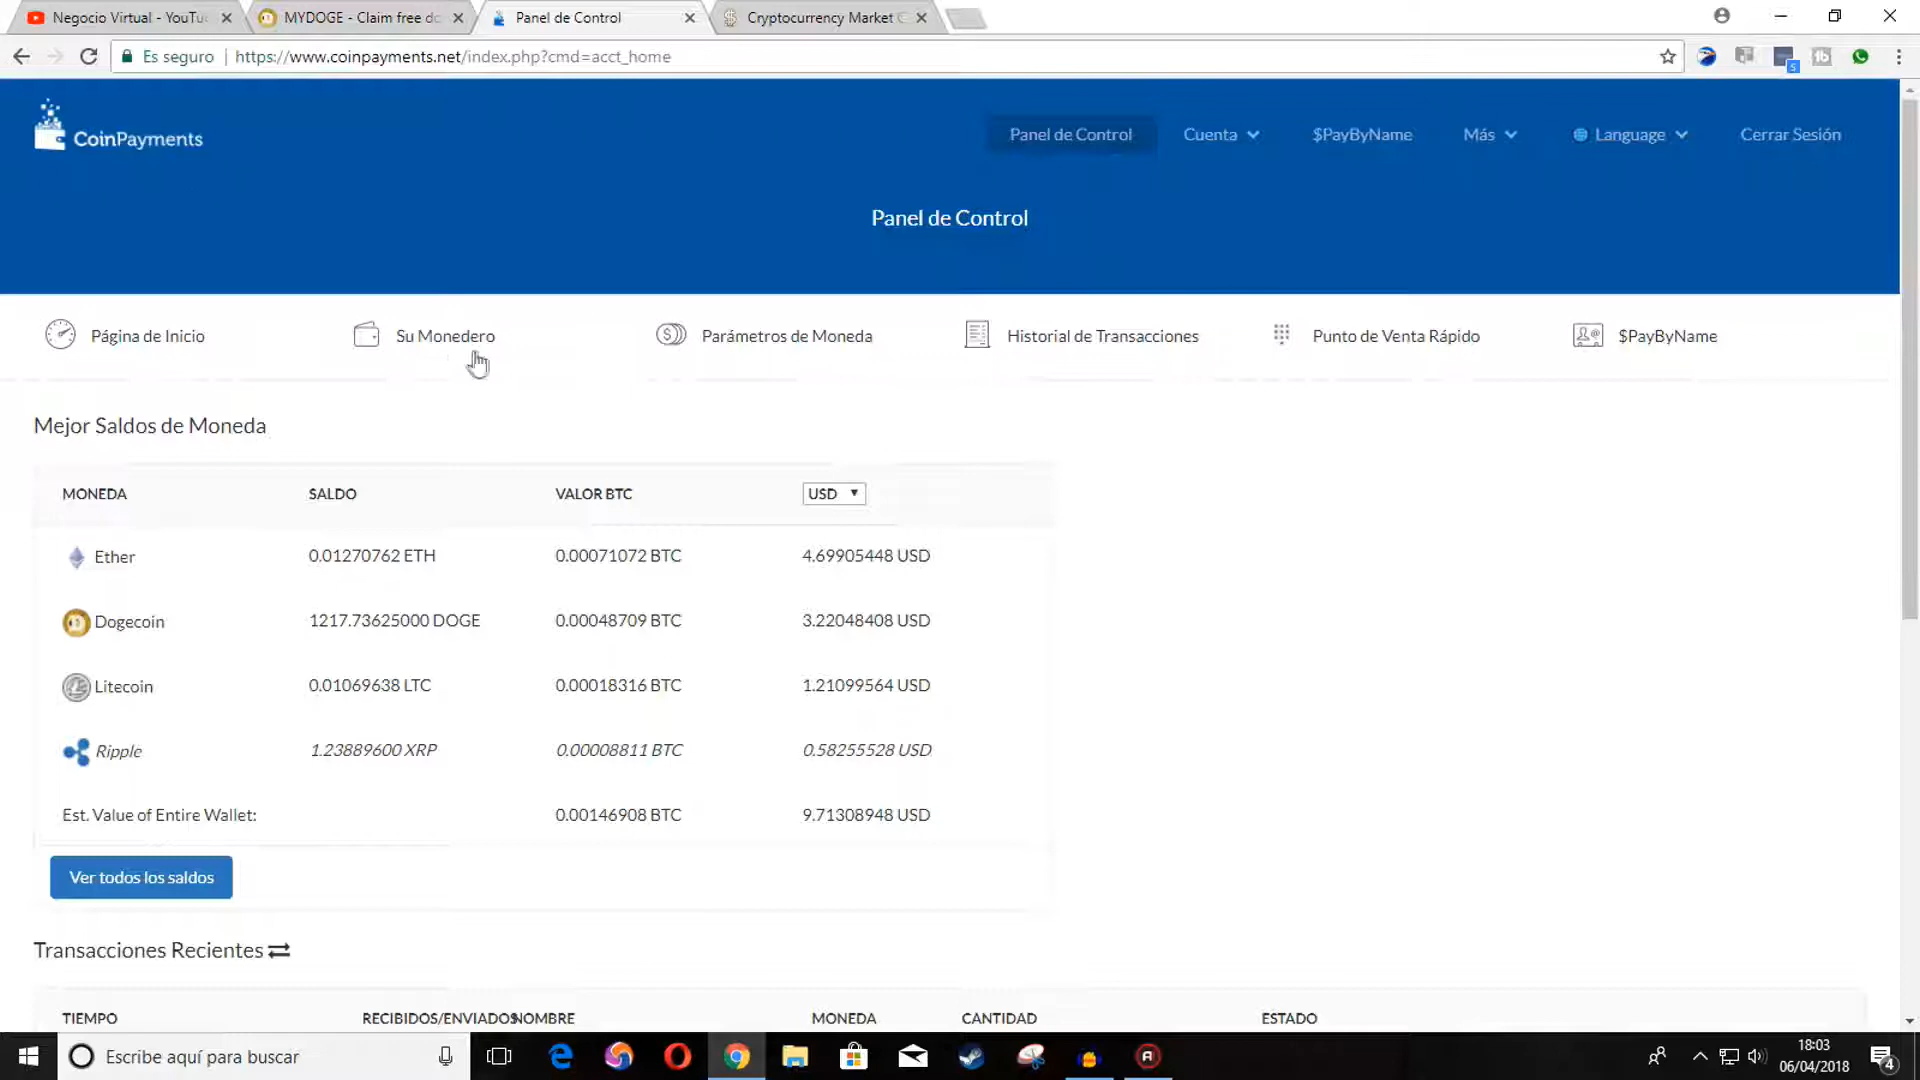 Negocio Virtual - YouTu
MYDOGE - Claim free do
Panel de Control
Cryptocurrency Market C
Es seguro
https://www.coinpayments.net/index.php?cmd=acct_home
CoinPayments
Panel de Control
Cuenta
$PayByName
Más
Language
Cerrar Sesión
Panel de Control
Página de Inicio
Su Monedero
Parámetros de Moneda
Historial de Transacciones
Punto de Venta Rápido
$PayByName
Mejor Saldos de Moneda
MONEDA SALDO VALOR BTC USD
Ether 0.01270762 ETH 0.00071072 BTC 4.69905448 USD
Dogecoin 1217.73625000 DOGE 0.00048709 BTC 3.22048408 USD
Litecoin 0.01069638 LTC 0.00018316 BTC 1.21099564 USD
Ripple 1.23889600 XRP 0.00008811 BTC 0.58255528 USD
Est. Value of Entire Wallet: 0.00146908 BTC 9.71308948 USD
Ver todos los saldos
Transacciones Recientes
TIEMPO RECIBIDOS/ENVIADOS NOMBRE MONEDA CANTIDAD ESTADO
Escribe aquí para buscar
18:03
06/04/2018
4